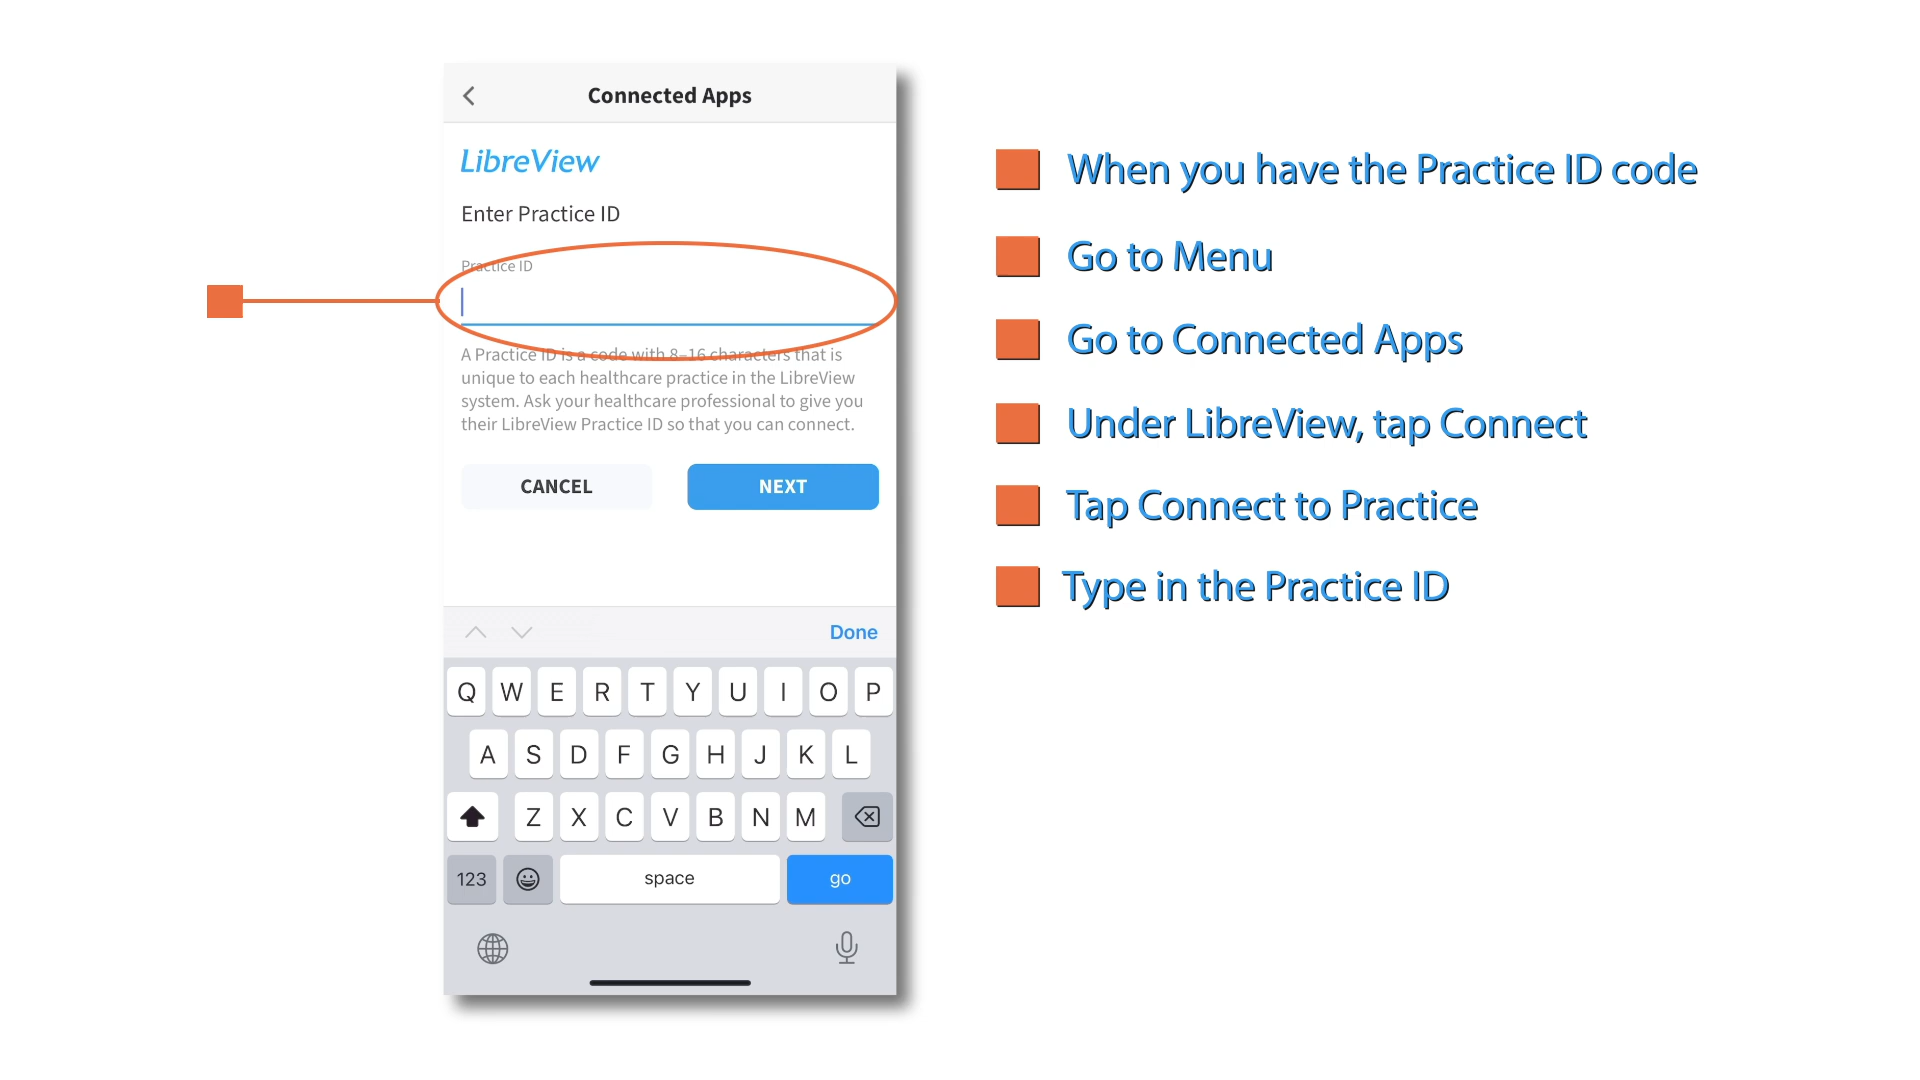 Connected Apps
LibreView
Enter Practice ID
Practice ID
A Practice ID is a code with 8–16 characters that is
unique to each healthcare practice in the LibreView
system. Ask your healthcare professional to give you
their LibreView Practice ID so that you can connect.
CANCEL NEXT
Done
Q W E R T Y U I O P
A S D F G H J K L
Z X C V B N M
123 space go
When you have the Practice ID code
Go to Menu
Go to Connected Apps
Under LibreView, tap Connect
Tap Connect to Practice
Type in the Practice ID